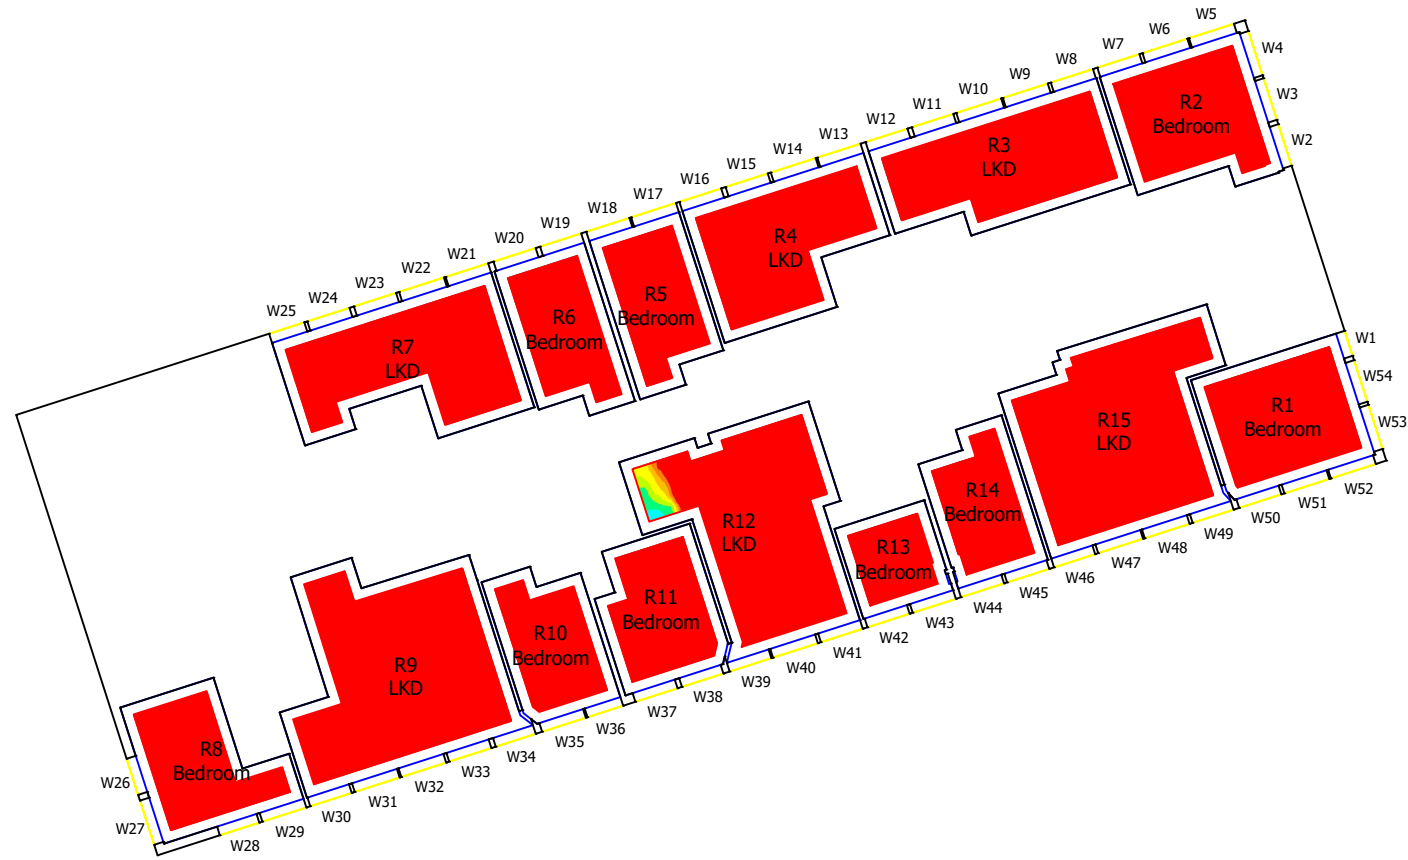 W5
W6
W7
W8
W9
W10
W11
W12
W13
W14
W15
W16
W17
W18
W19
W20
W21
W22
W23
W24
W25
W4
W3
W2
R2
Bedroom
R3
LKD
R4
LKD
R5
Bedroom
R6
Bedroom
R7
LKD
W1
W54
W53
R1
Bedroom
R15
LKD
R14
Bedroom
R13
Bedroom
R12
LKD
R11
Bedroom
R10
Bedroom
R9
LKD
R8
Bedroom
W26
W27
W28
W29
W30
W31
W32
W33
W34
W35
W36
W37
W38
W39
W40
W41
W42
W43
W44
W45
W46
W47
W48
W49
W50
W51
W52